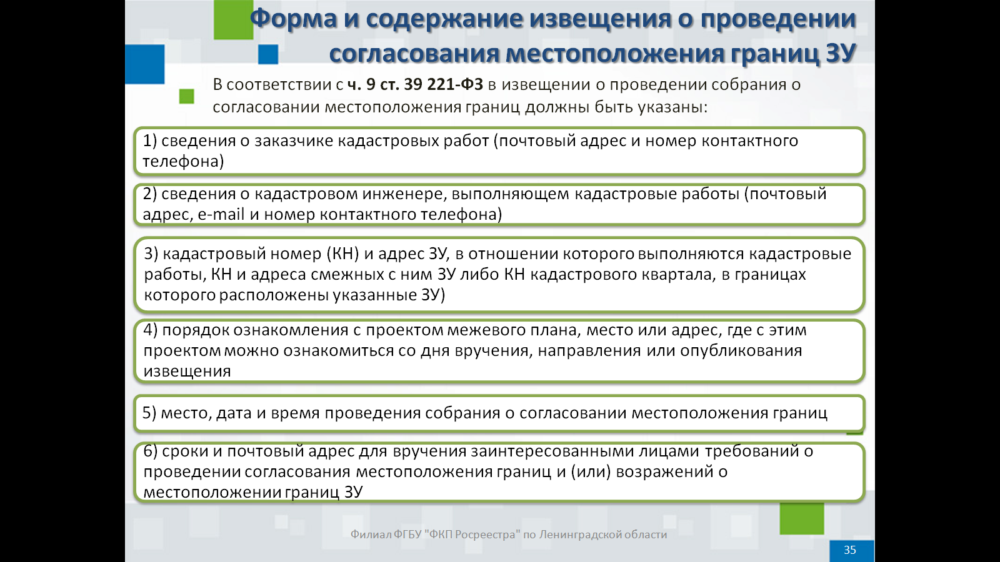 Форма и содержание извещения о проведении
согласования местоположения границ ЗУ
В соответствии с ч. 9 ст. 39 221-ФЗ в извещении о проведении собрания о
согласовании местоположения границ должны быть указаны:
1) сведения о заказчике кадастровых работ (почтовый адрес и номер контактного
телефона)
2) сведения о кадастровом инженере, выполняющем кадастровые работы (почтовый
адрес, e-mail и номер контактного телефона)
3) кадастровый номер (КН) и адрес ЗУ, в отношении которого выполняются кадастровые
работы, КН и адреса смежных с ним ЗУ либо КН кадастрового квартала, в границах
которого расположены указанные ЗУ)
4) порядок ознакомления с проектом межевого плана, место или адрес, где с этим
проектом можно ознакомиться со дня вручения, направления или опубликования
извещения
5) место, дата и время проведения собрания о согласовании местоположения границ
6) сроки и почтовый адрес для вручения заинтересованными лицами требований о
проведении согласования местоположения границ и (или) возражений о
местоположении границ ЗУ
Филиал ФГБУ "ФКП Росреестра" по Ленинградской области
35